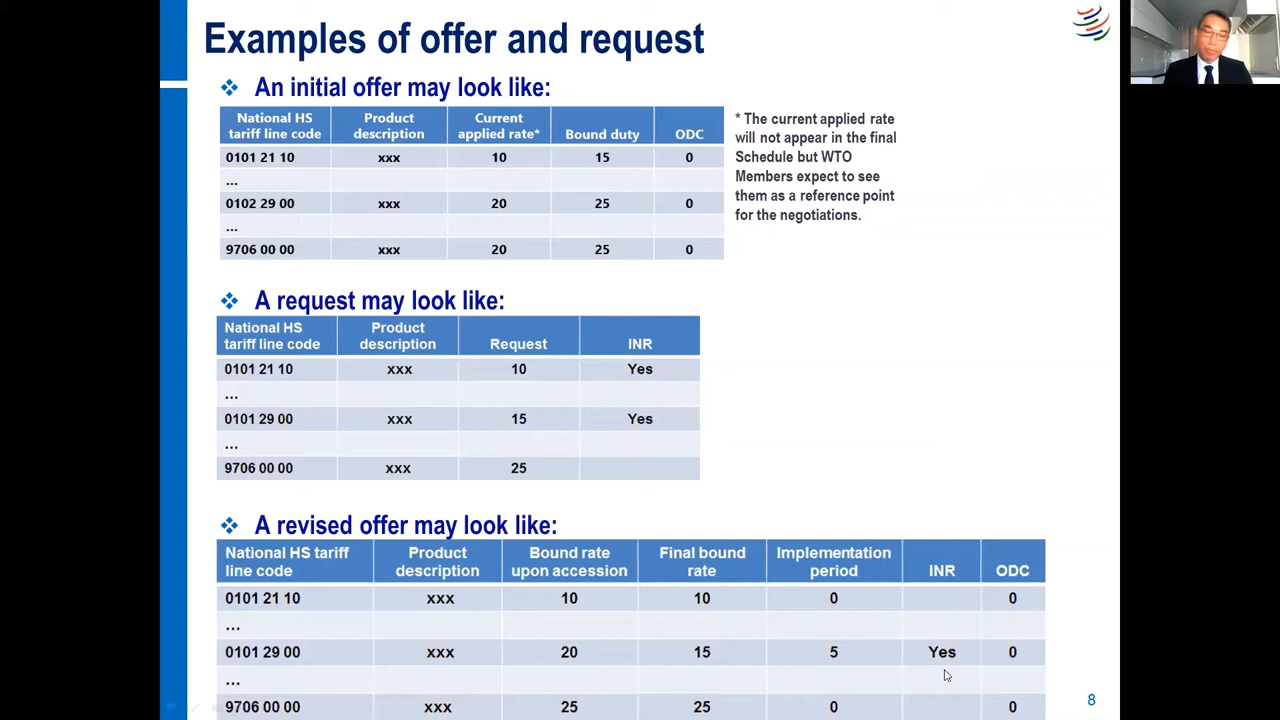 Examples of offer and request
❖ An initial offer may look like:
National HS tariff line code | Product description | Current applied rate* | Bound duty | ODC
0101 21 10 | xxx | 10 | 15 | 0
...
0102 29 00 | xxx | 20 | 25 | 0
...
9706 00 00 | xxx | 20 | 25 | 0
* The current applied rate
will not appear in the final
Schedule but WTO
Members expect to see
them as a reference point
for the negotiations.
❖ A request may look like:
National HS tariff line code | Product description | Request | INR
0101 21 10 | xxx | 10 | Yes
...
0101 29 00 | xxx | 15 | Yes
...
9706 00 00 | xxx | 25
❖ A revised offer may look like:
National HS tariff line code | Product description | Bound rate upon accession | Final bound rate | Implementation period | INR | ODC
0101 21 10 | xxx | 10 | 10 | 0 | | 0
...
0101 29 00 | xxx | 20 | 15 | 5 | Yes | 0
...
9706 00 00 | xxx | 25 | 25 | 0 | | 0
8